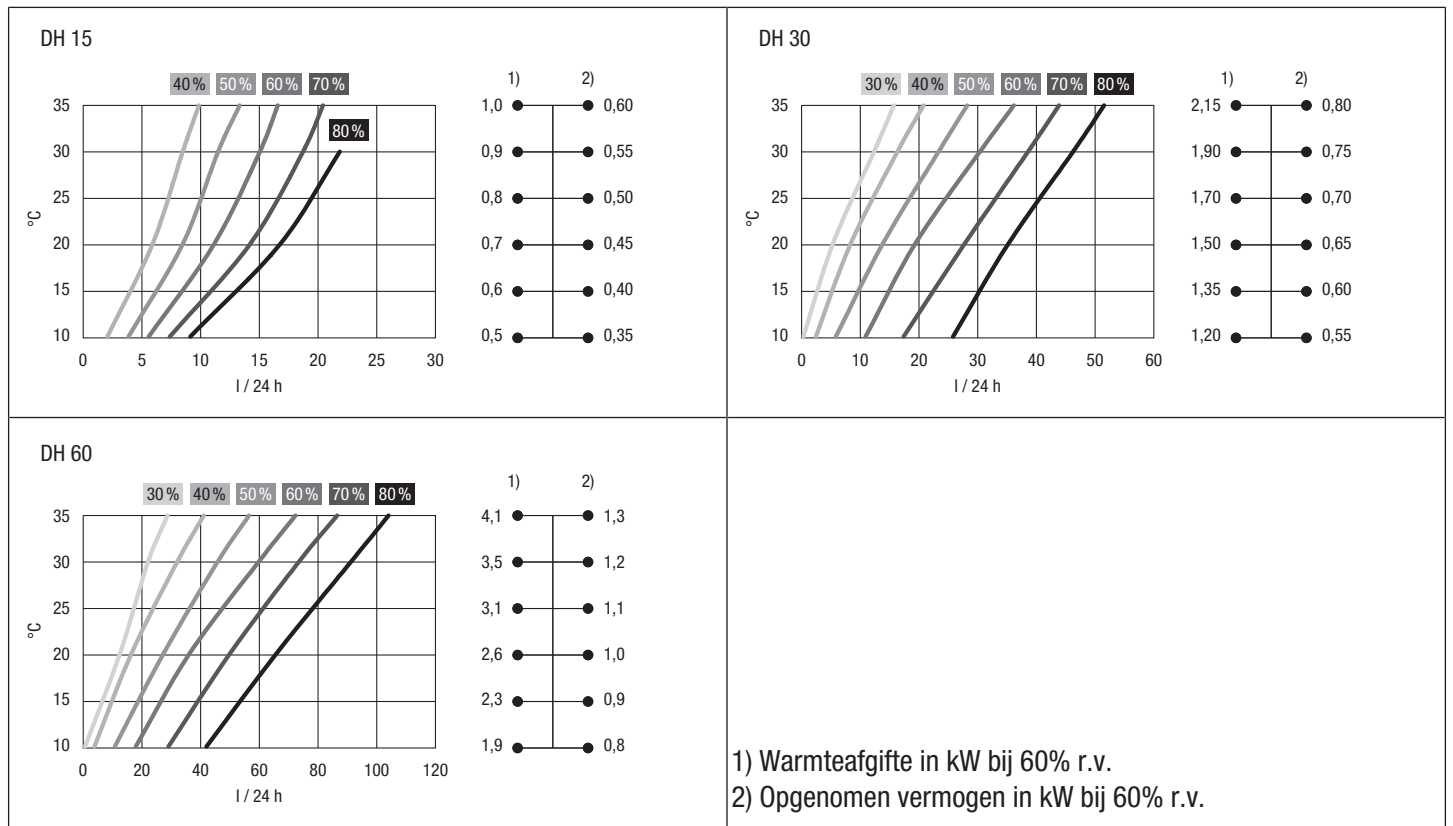 DH 15
40 % 50 % 60 % 70 %
80 %
1) 2)
35 1,0 0,60
30 0,9 0,55
25 0,8 0,50
°C
20 0,7 0,45
15 0,6 0,40
10 0,5 0,35
0 5 10 15 20 25 30
l / 24 h
DH 30
30 % 40 % 50 % 60 % 70 % 80 %
1) 2)
35 2,15 0,80
30 1,90 0,75
25 1,70 0,70
°C
20 1,50 0,65
15 1,35 0,60
10 1,20 0,55
0 10 20 30 40 50 60
l / 24 h
DH 60
30 % 40 % 50 % 60 % 70 % 80 %
1) 2)
35 4,1 1,3
30 3,5 1,2
25 3,1 1,1
°C
20 2,6 1,0
15 2,3 0,9
10 1,9 0,8
0 20 40 60 80 100 120
l / 24 h
1) Warmteafgifte in kW bij 60% r.v.
2) Opgenomen vermogen in kW bij 60% r.v.